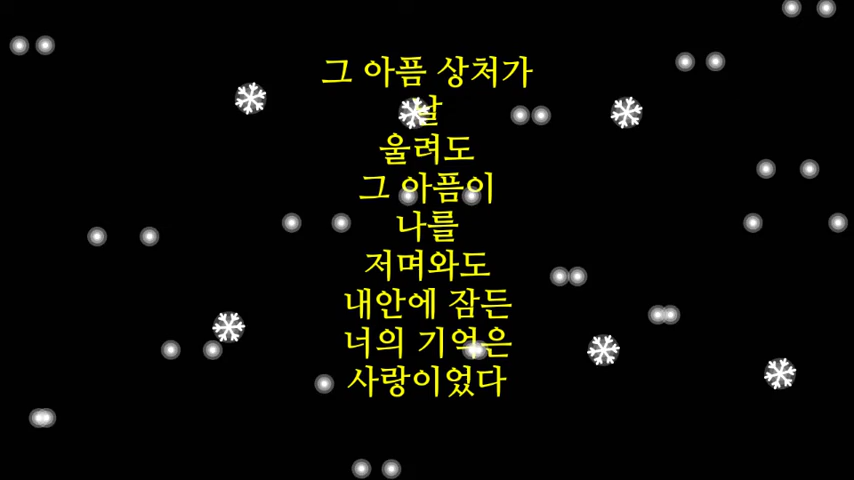 그 아픔 상처가
날
울려도
그 아픔이
나를
저며와도
내안에 잠든
너의 기억은
사랑이었다